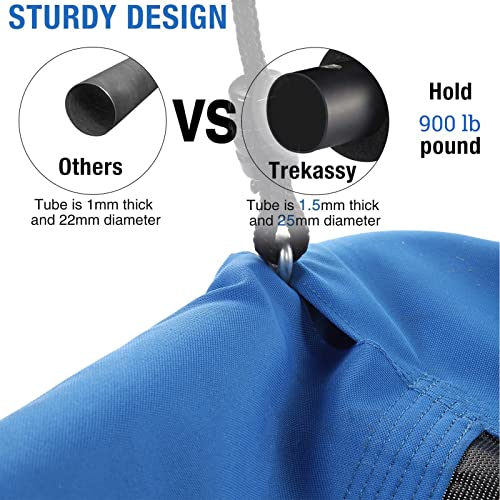 STURDY DESIGN
VS
Hold
900 lb
pound
Others
Trekassy
Tube is 1mm thick
and 22mm diameter
Tube is 1.5mm thick
and 25mm diameter